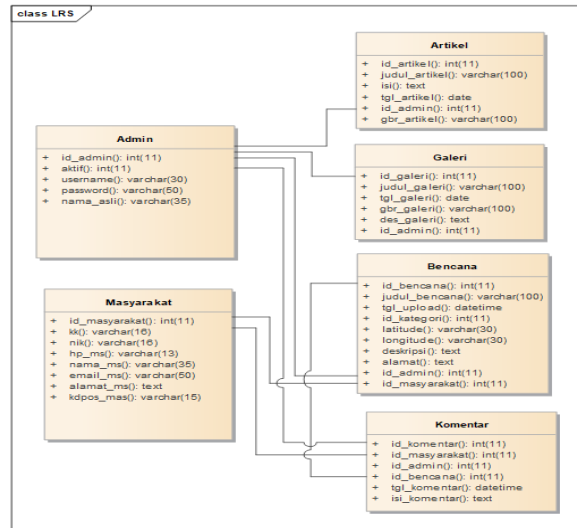 class LRS
Admin
+ id_admin(): int(11)
+ aktif(): int(11)
+ username(): varchar(30)
+ password(): varchar(50)
+ nama_asli(): varchar(35)
Masyarakat
+ id_masyarakat(): int(11)
+ kk(): varchar(16)
+ nik(): varchar(16)
+ hp_ms(): varchar(13)
+ nama_ms(): varchar(35)
+ email_ms(): varchar(50)
+ alamat_ms(): text
+ kdpos_mas(): varchar(15)
Artikel
+ id_artikel(): int(11)
+ judul_artikel(): varchar(100)
+ isi(): text
+ tgl_artikel(): date
+ id_admin(): int(11)
+ gbr_artikel(): varchar(100)
Galeri
+ id_galeri(): int(11)
+ judul_galeri(): varchar(100)
+ tgl_galeri(): date
+ gbr_galeri(): varchar(100)
+ des_galeri(): text
+ id_admin(): int(11)
Bencana
+ id_bencana(): int(11)
+ judul_bencana(): varchar(100)
+ tgl_upload(): datetime
+ id_kategori(): int(11)
+ latitude(): varchar(30)
+ longitude(): varchar(30)
+ deskripsi(): text
+ alamat(): text
+ id_admin(): int(11)
+ id_masyarakat(): int(11)
Komentar
+ id_komentar(): int(11)
+ id_masyarakat(): int(11)
+ id_admin(): int(11)
+ id_bencana(): int(11)
+ tgl_komentar(): datetime
+ isi_komentar(): text